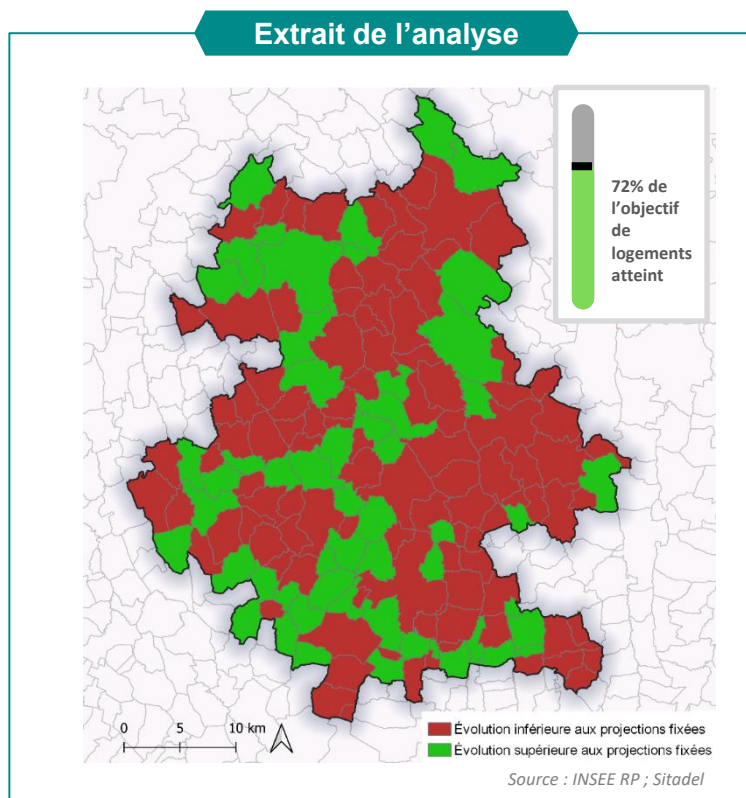 Extrait de l’analyse
72% de
l’objectif
de
logements
atteint
0 5 10 km
Évolution inférieure aux projections fixées
Évolution supérieure aux projections fixées
Source : INSEE RP ; Sitadel